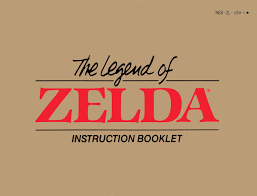 The Legend of
ZELDA
INSTRUCTION BOOKLET